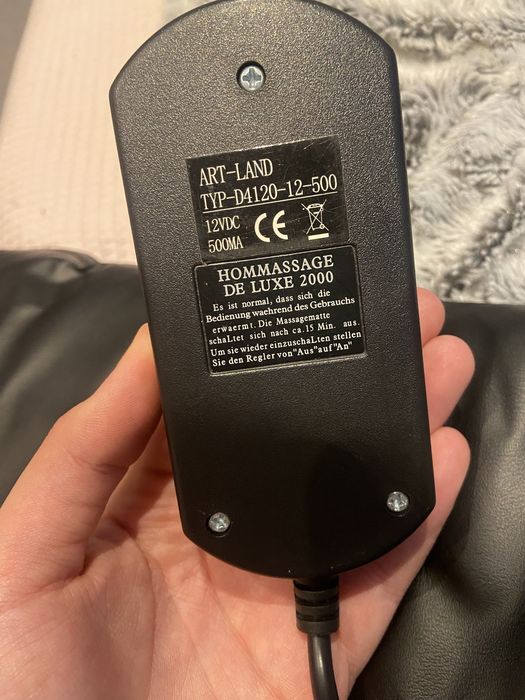 ART-LAND
TYP-D4120-12-500
12VDC
500MA
CE
HOMMASSAGE
DE LUXE 2000
Es ist normal, dass sich die
Bedienung waehrend des Gebrauchs
erwaermt. Die Massagematte
schaLtet sich nach ca.15 Min. aus.
Um sie wieder einzuschaLten stellen
Sie den Regler von "Aus"auf "An"